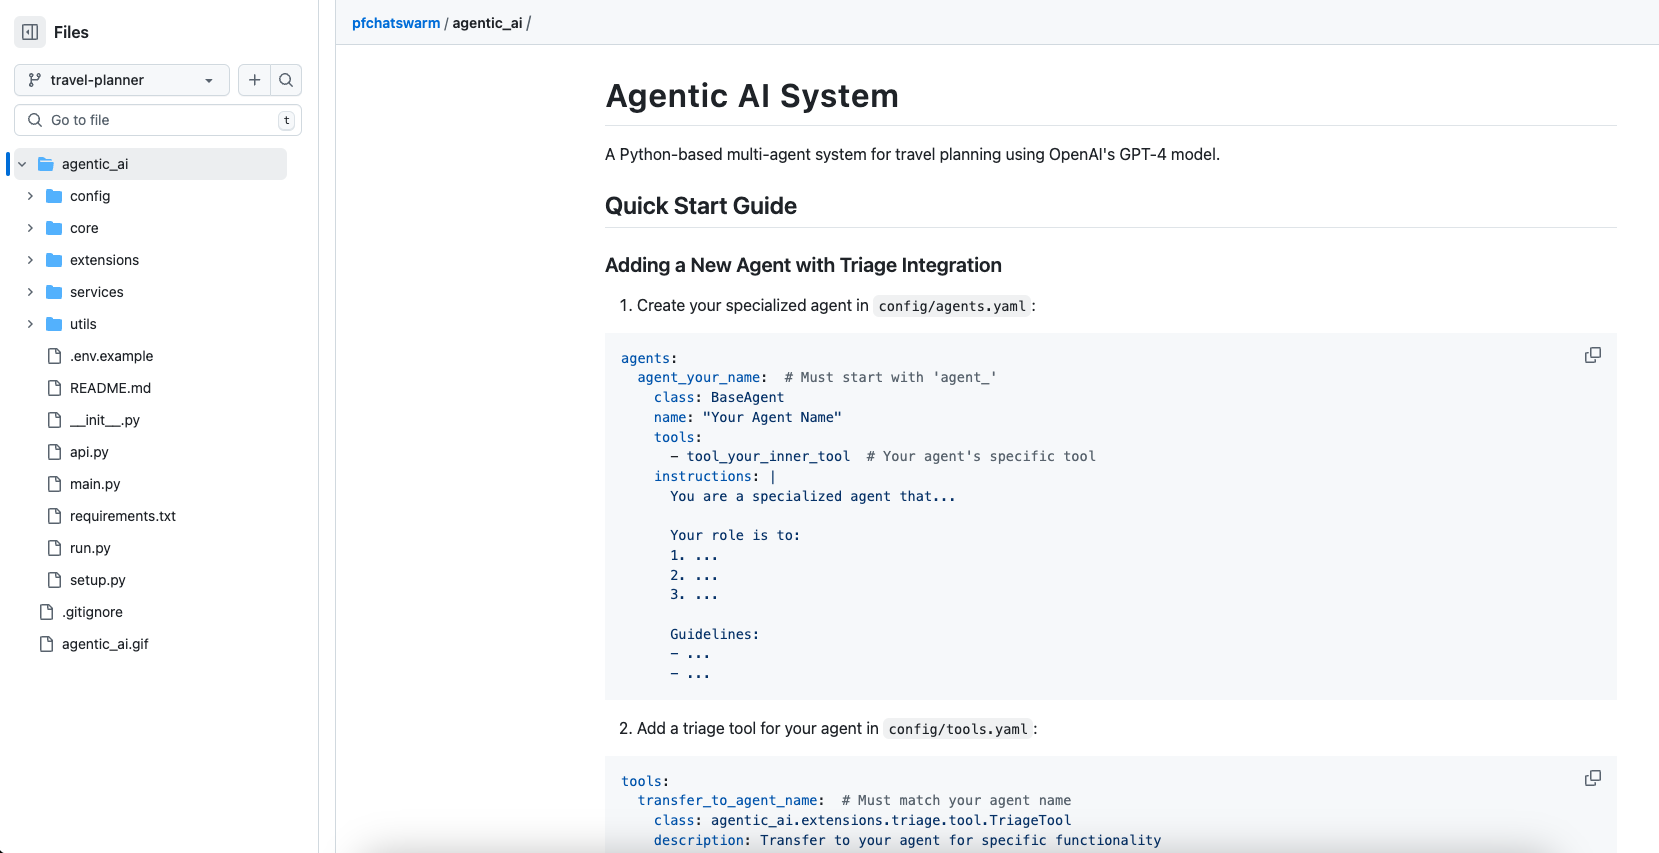 Files
travel-planner
Go to file
t
agentic_ai
config
core
extensions
services
utils
.env.example
README.md
__init__.py
api.py
main.py
requirements.txt
run.py
setup.py
.gitignore
agentic_ai.gif
pfchatswarm / agentic_ai /
Agentic AI System
A Python-based multi-agent system for travel planning using OpenAI's GPT-4 model.
Quick Start Guide
Adding a New Agent with Triage Integration
1. Create your specialized agent in config/agents.yaml:
agents:
  agent_your_name:  # Must start with 'agent_'
    class: BaseAgent
    name: "Your Agent Name"
    tools:
      - tool_your_inner_tool  # Your agent's specific tool
    instructions: |
      You are a specialized agent that...
      Your role is to:
      1. ...
      2. ...
      3. ...
      Guidelines:
      - ...
      - ...
2. Add a triage tool for your agent in config/tools.yaml:
tools:
  transfer_to_agent_name:  # Must match your agent name
    class: agentic_ai.extensions.triage.tool.TriageTool
    description: Transfer to your agent for specific functionality